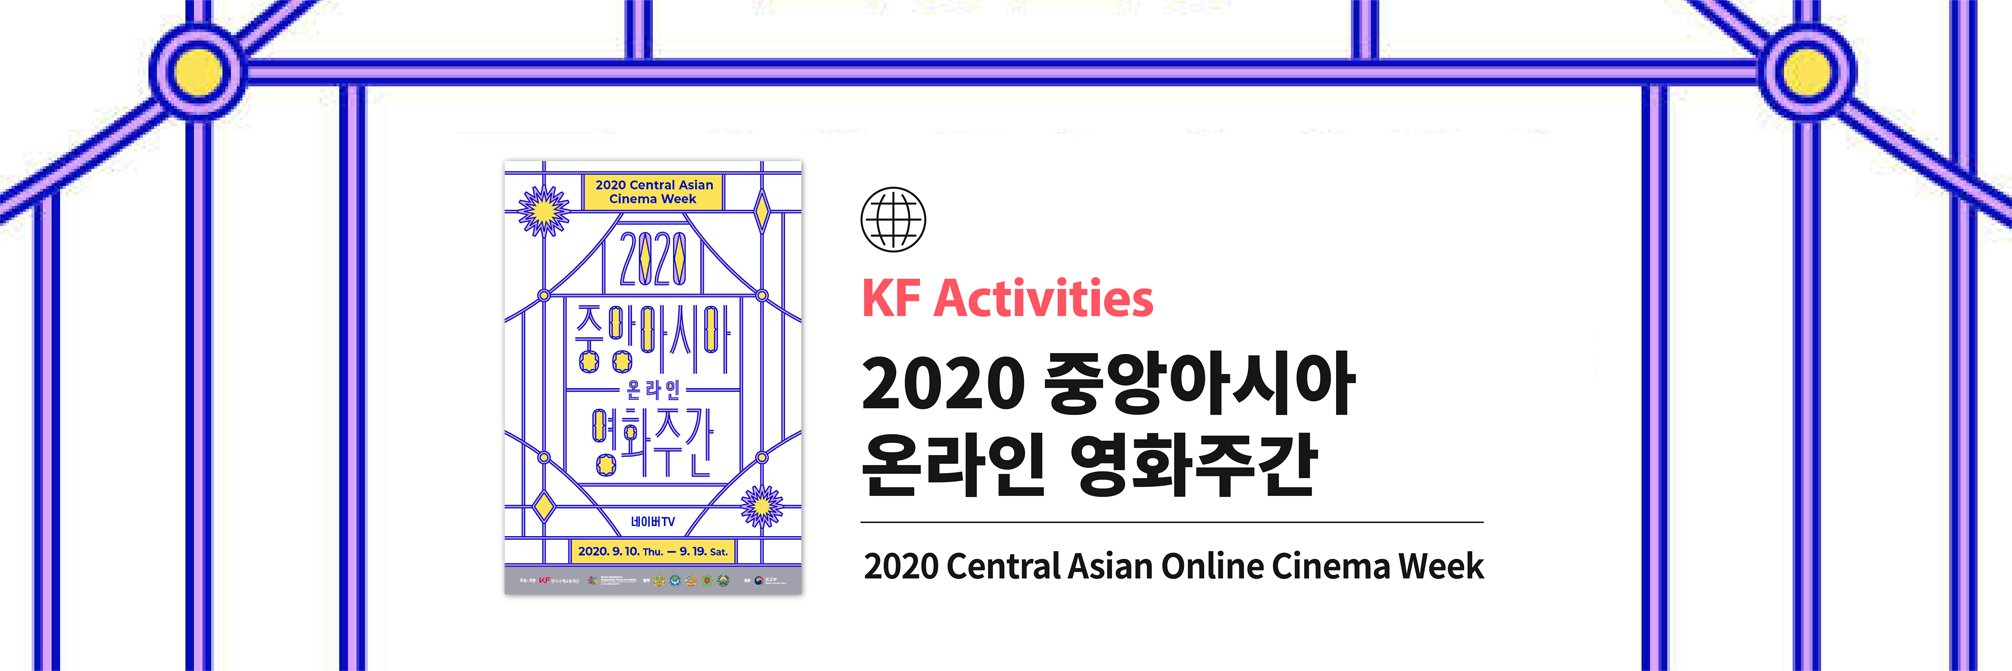 2020 Central Asian
Cinema Week
2020
중앙아시아
온라인
영화주간
네이버TV
2020. 9. 10. Thu. — 9. 19. Sat.
KF
KF Activities
2020 중앙아시아
온라인 영화주간
2020 Central Asian Online Cinema Week